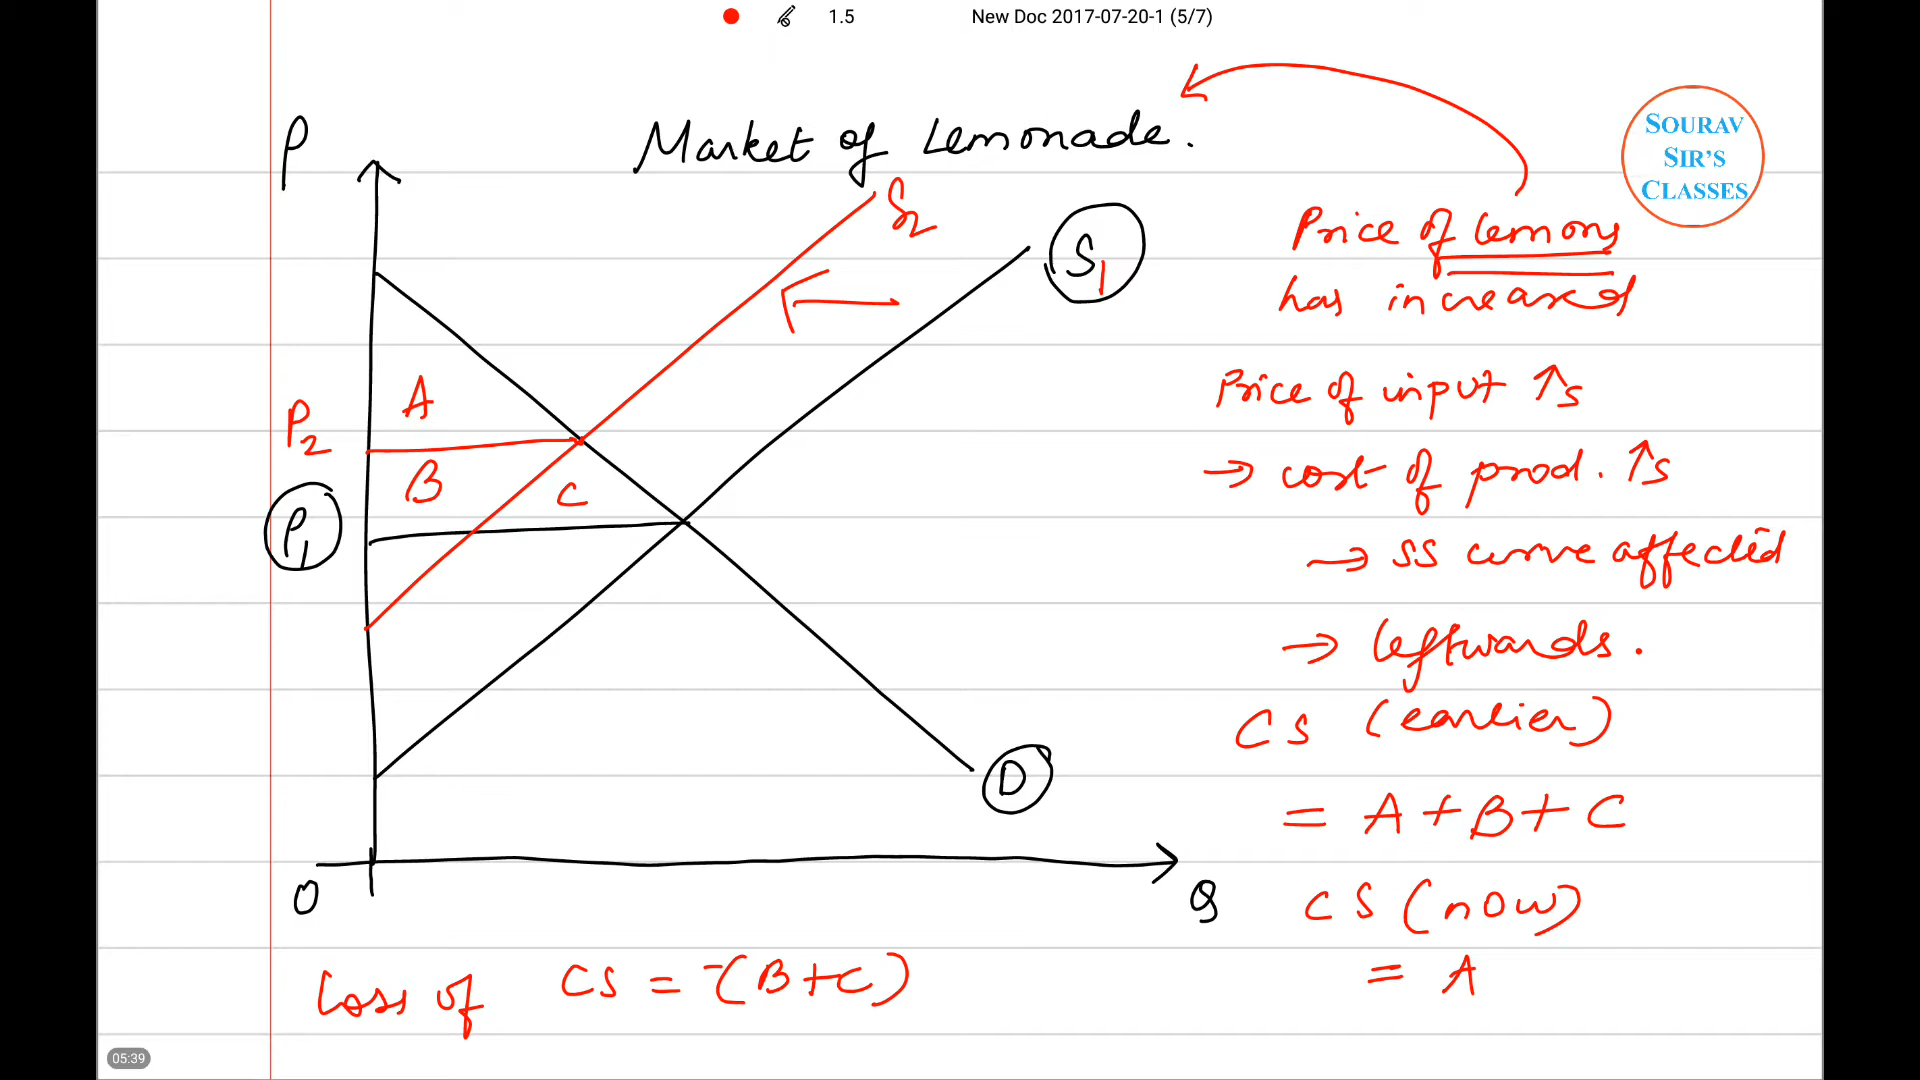 1.5
New Doc 2017-07-20-1 (5/7)
SOURAV
SIR'S
CLASSES
P
Market of Lemonade.
S2
S1
Price of lemons
has increased
A
Price of input ↑s
P2
B
C
→ cost of prod. ↑s
P1
→ SS curve affected
→ leftwards.
CS (earlier)
D
= A + B + C
O
Q
CS (now)
Loss of CS = -(B+C)
= A
05:39